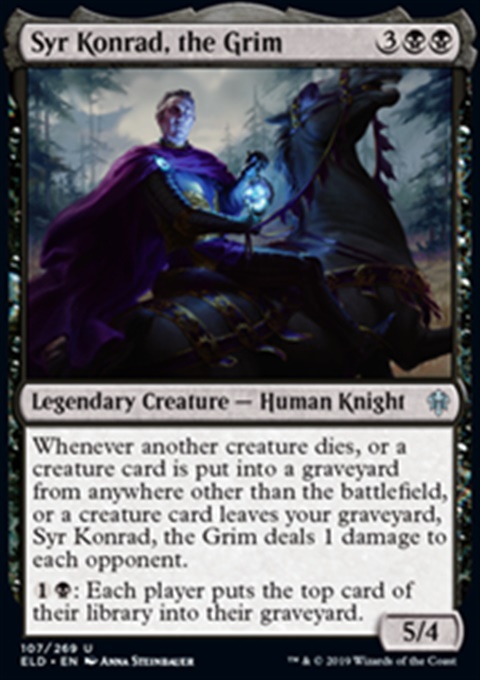 Syr Konrad, the Grim 3
Legendary Creature — Human Knight
Whenever another creature dies, or a
creature card is put into a graveyard
from anywhere other than the battlefield,
or a creature card leaves your graveyard,
Syr Konrad, the Grim deals 1 damage to
each opponent.
1 : Each player puts the top card of
their library into their graveyard.
5/4
107/269 U
ELD • EN Anna Steinbauer
™ & © 2019 Wizards of the Coast